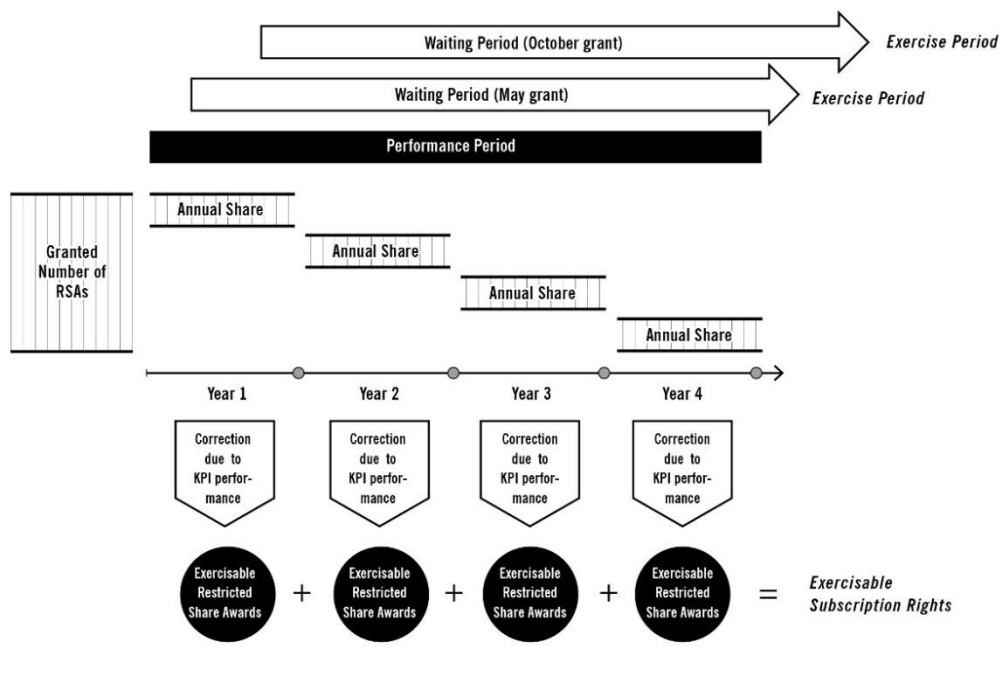 Waiting Period (October grant)
Exercise Period
Waiting Period (May grant)
Exercise Period
Performance Period
Granted
Number of
RSAs
Annual Share
Annual Share
Annual Share
Annual Share
Year 1
Year 2
Year 3
Year 4
Correction
due to
KPI perfor-
mance
Correction
due to
KPI perfor-
mance
Correction
due to
KPI perfor-
mance
Correction
due to
KPI perfor-
mance
Exercisable
Restricted
Share Awards
+
Exercisable
Restricted
Share Awards
+
Exercisable
Restricted
Share Awards
+
Exercisable
Restricted
Share Awards
=
Exercisable
Subscription Rights